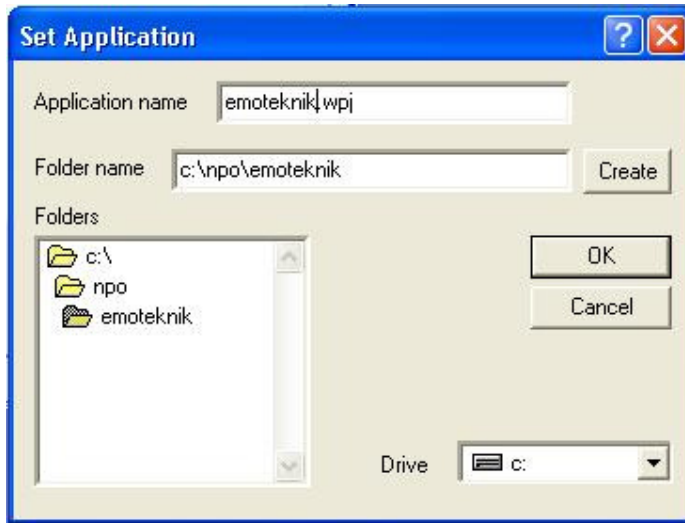 Set Application
Application name emoteknik.wpj
Folder name c:\npo\emoteknik Create
Folders
c:\
npo
emoteknik
OK
Cancel
Drive c: